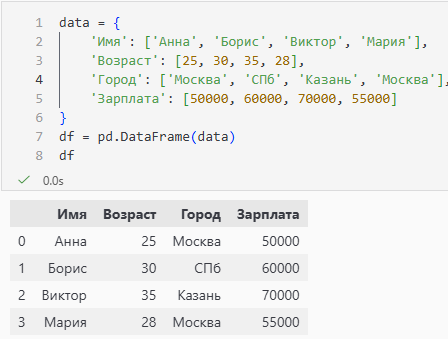 1 data = {
2 'Имя': ['Анна', 'Борис', 'Виктор', 'Мария'],
3 'Возраст': [25, 30, 35, 28],
4 'Город': ['Москва', 'СПб', 'Казань', 'Москва'],
5 'Зарплата': [50000, 60000, 70000, 55000]
6 }
7 df = pd.DataFrame(data)
8 df
0.0s
Имя Возраст Город Зарплата
0 Анна 25 Москва 50000
1 Борис 30 СПб 60000
2 Виктор 35 Казань 70000
3 Мария 28 Москва 55000